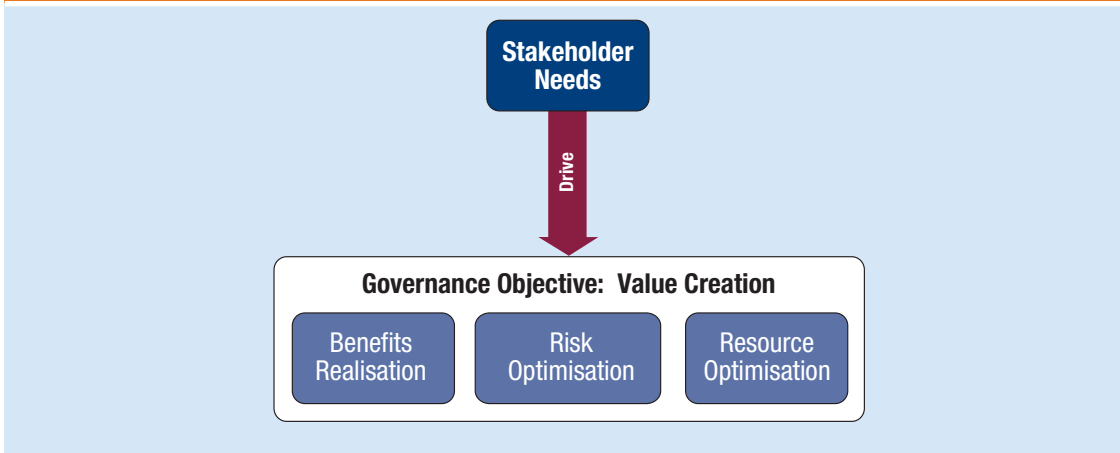 Stakeholder
Needs
Drive
Governance Objective: Value Creation
Benefits
Realisation
Risk
Optimisation
Resource
Optimisation